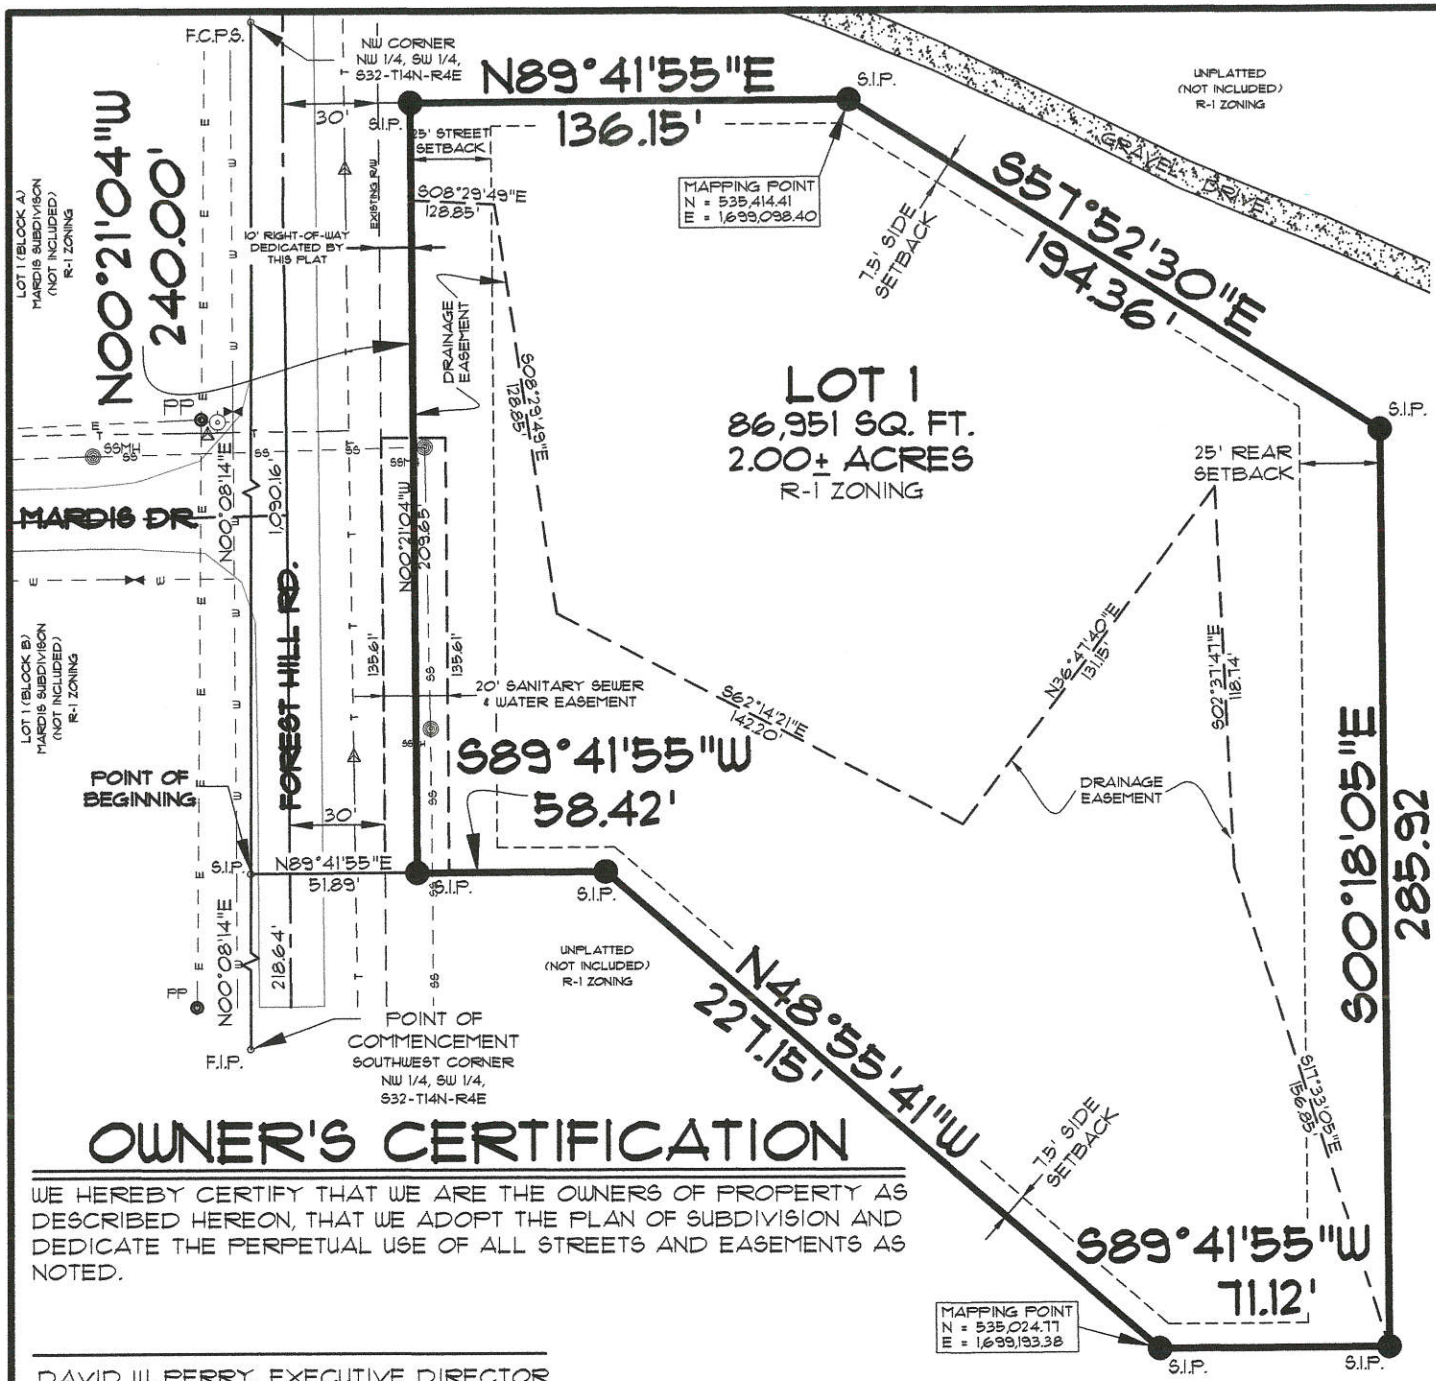 F.C.P.S.
NW CORNER
NW 1/4, SW 1/4,
S32-T14N-R4E
N89°41'55"E
136.15'
S.I.P.
UNPLATTED
(NOT INCLUDED)
R-1 ZONING
30'
S.I.P.
25' STREET
SETBACK
GRAVEL DRIVE
N00°21'04"W
240.00'
LOT 1 (BLOCK A)
MARDIS SUBDIVISON
(NOT INCLUDED)
R-1 ZONING
EXISTING R/W
S08°29'49"E
128.85'
MAPPING POINT
N = 535,414.41
E = 1,699,098.40
S57°52'30"E
194.36'
7.5' SIDE
SETBACK
10' RIGHT-OF-WAY
DEDICATED BY
THIS PLAT
DRAINAGE
EASEMENT
S08°29'49"E
128.85'
LOT 1
86,951 SQ. FT.
2.00± ACRES
R-1 ZONING
S.I.P.
25' REAR
SETBACK
PP
SSMH
SS
SS
SS
SSMH
MARDIS DR.
N00°08'14"E
1,090.16'
N00°21'04"W
209.65'
FOREST HILL RD.
135.61'
135.61'
LOT 1 (BLOCK B)
MARDIS SUBDIVISON
(NOT INCLUDED)
R-1 ZONING
20' SANITARY SEWER
& WATER EASEMENT
SSMH
S62°14'21"E
142.20'
N36°47'40"E
131.15'
S02°37'47"E
118.74'
DRAINAGE
EASEMENT
S00°18'05"E
285.92
POINT OF
BEGINNING
S89°41'55"W
58.42'
30'
S.I.P.
N89°41'55"E
51.89'
S.I.P.
S.I.P.
N00°08'14"E
218.64'
PP
UNPLATTED
(NOT INCLUDED)
R-1 ZONING
N48°55'41"W
227.15'
F.I.P.
POINT OF
COMMENCEMENT
SOUTHWEST CORNER
NW 1/4, SW 1/4,
S32-T14N-R4E
S17°33'05"E
156.85'
7.5' SIDE
SETBACK
OWNER'S CERTIFICATION
WE HEREBY CERTIFY THAT WE ARE THE OWNERS OF PROPERTY AS
DESCRIBED HEREON, THAT WE ADOPT THE PLAN OF SUBDIVISION AND
DEDICATE THE PERPETUAL USE OF ALL STREETS AND EASEMENTS AS
NOTED.
S89°41'55"W
71.12'
MAPPING POINT
N = 535,024.77
E = 1,699,193.38
S.I.P.
S.I.P.
DAVID W PERRY, EXECUTIVE DIRECTOR